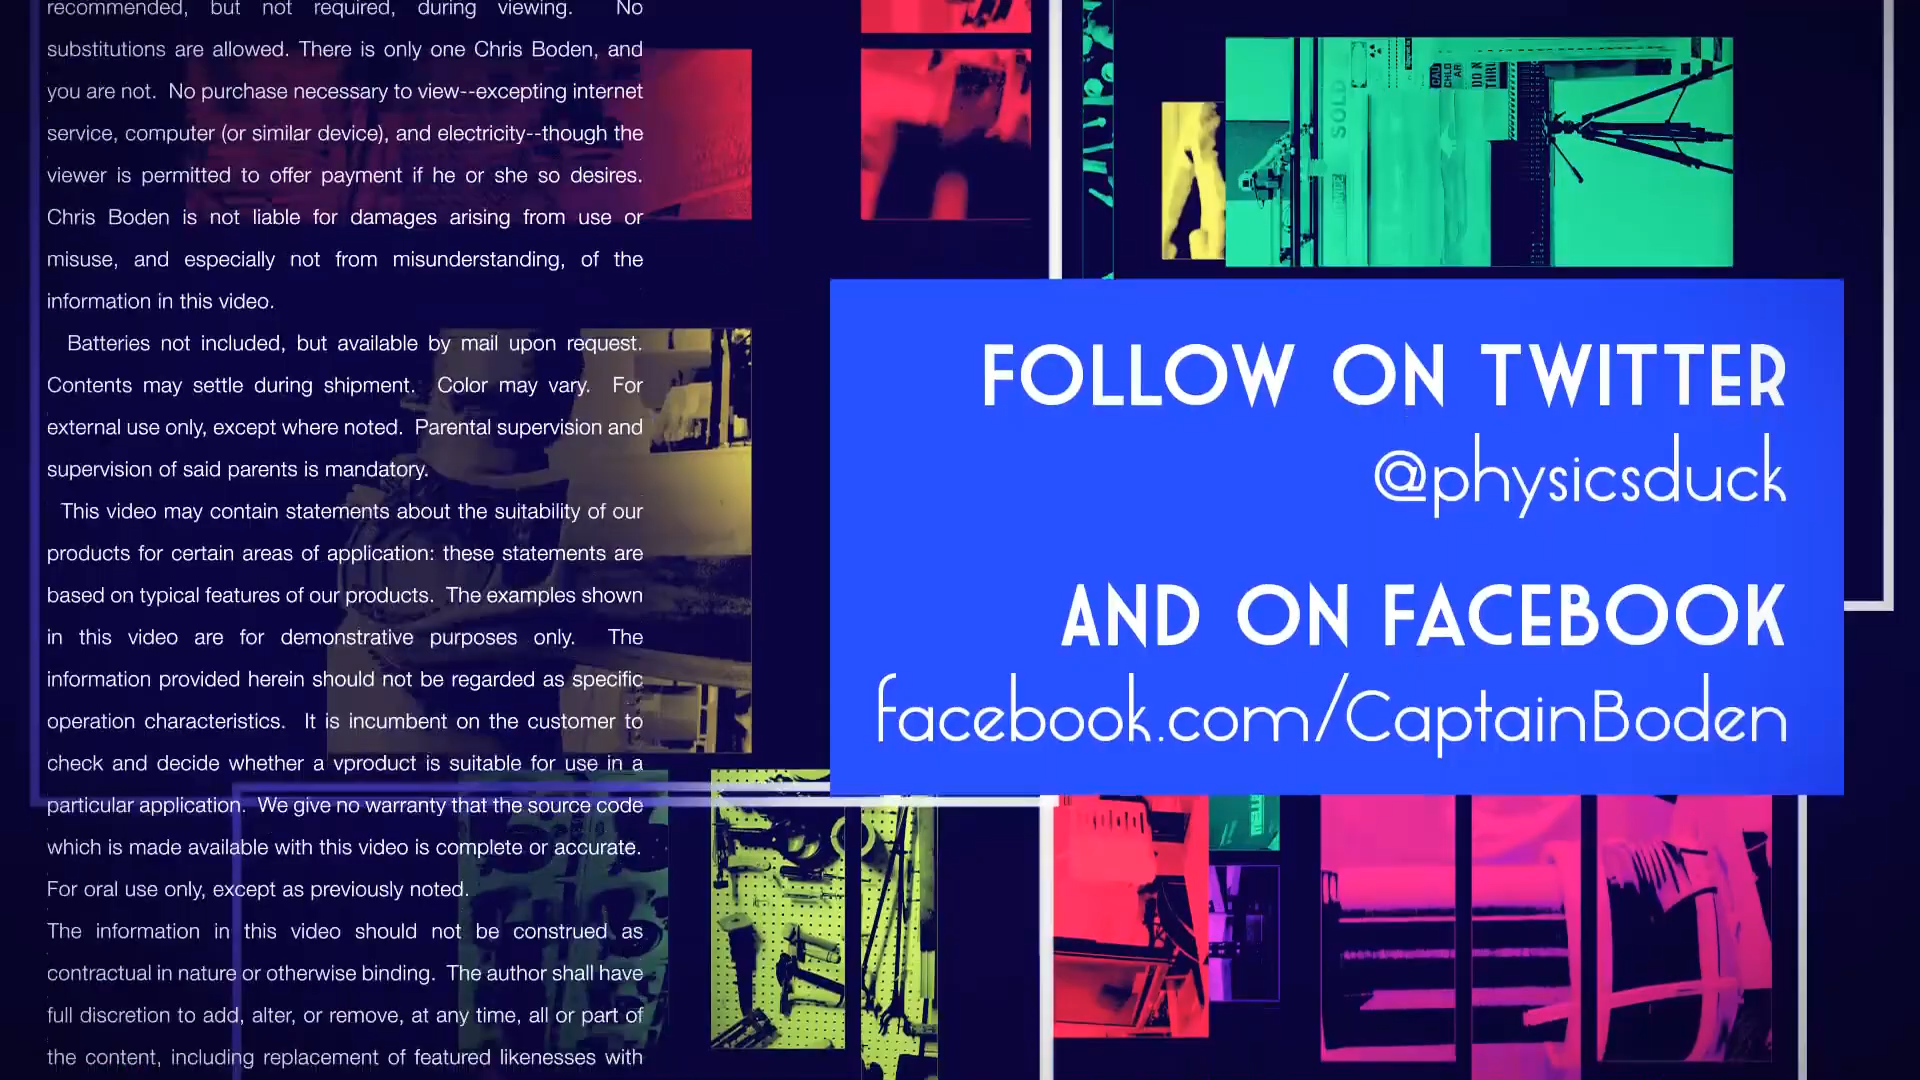 recommended, but not required, during viewing. No
substitutions are allowed. There is only one Chris Boden, and
you are not. No purchase necessary to view--excepting internet
service, computer (or similar device), and electricity--though the
viewer is permitted to offer payment if he or she so desires.
Chris Boden is not liable for damages arising from use or
misuse, and especially not from misunderstanding, of the
information in this video.
Batteries not included, but available by mail upon request.
Contents may settle during shipment. Color may vary. For
external use only, except where noted. Parental supervision and
supervision of said parents is mandatory.
This video may contain statements about the suitability of our
products for certain areas of application: these statements are
based on typical features of our products. The examples shown
in this video are for demonstrative purposes only. The
information provided herein should not be regarded as specific
operation characteristics. It is incumbent on the customer to
check and decide whether a vproduct is suitable for use in a
particular application. We give no warranty that the source code
which is made available with this video is complete or accurate.
For oral use only, except as previously noted.
The information in this video should not be construed as
contractual in nature or otherwise binding. The author shall have
full discretion to add, alter, or remove, at any time, all or part of
the content, including replacement of featured likenesses with
SOLD
FOLLOW ON TWITTER
@physicsduck
AND ON FACEBOOK
facebook.com/CaptainBoden